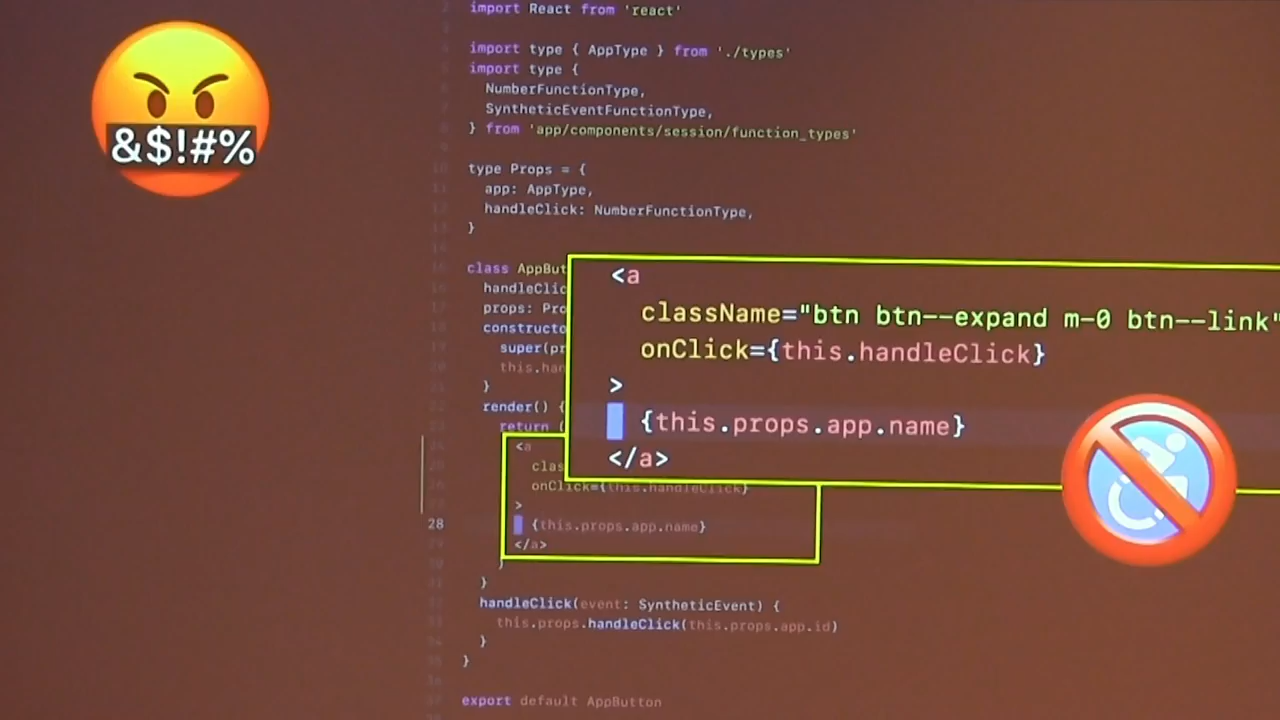 &$!#%
import React from 'react'
import type { AppType } from './types'
import type {
NumberFunctionType,
SyntheticEventFunctionType,
} from 'app/components/session/function_types'
type Props = {
app: AppType,
handleClick: NumberFunctionType,
}
class AppBut
handleClic
props: Pro
constructo
super(pr
this.han
}
render() {
return (
<a
clas
onClick={this.handleClick}
>
28 {this.props.app.name}
</a>
)
}
handleClick(event: SyntheticEvent) {
this.props.handleClick(this.props.app.id)
}
}
export default AppButton
<a
className="btn btn--expand m-0 btn--link"
onClick={this.handleClick}
>
{this.props.app.name}
</a>